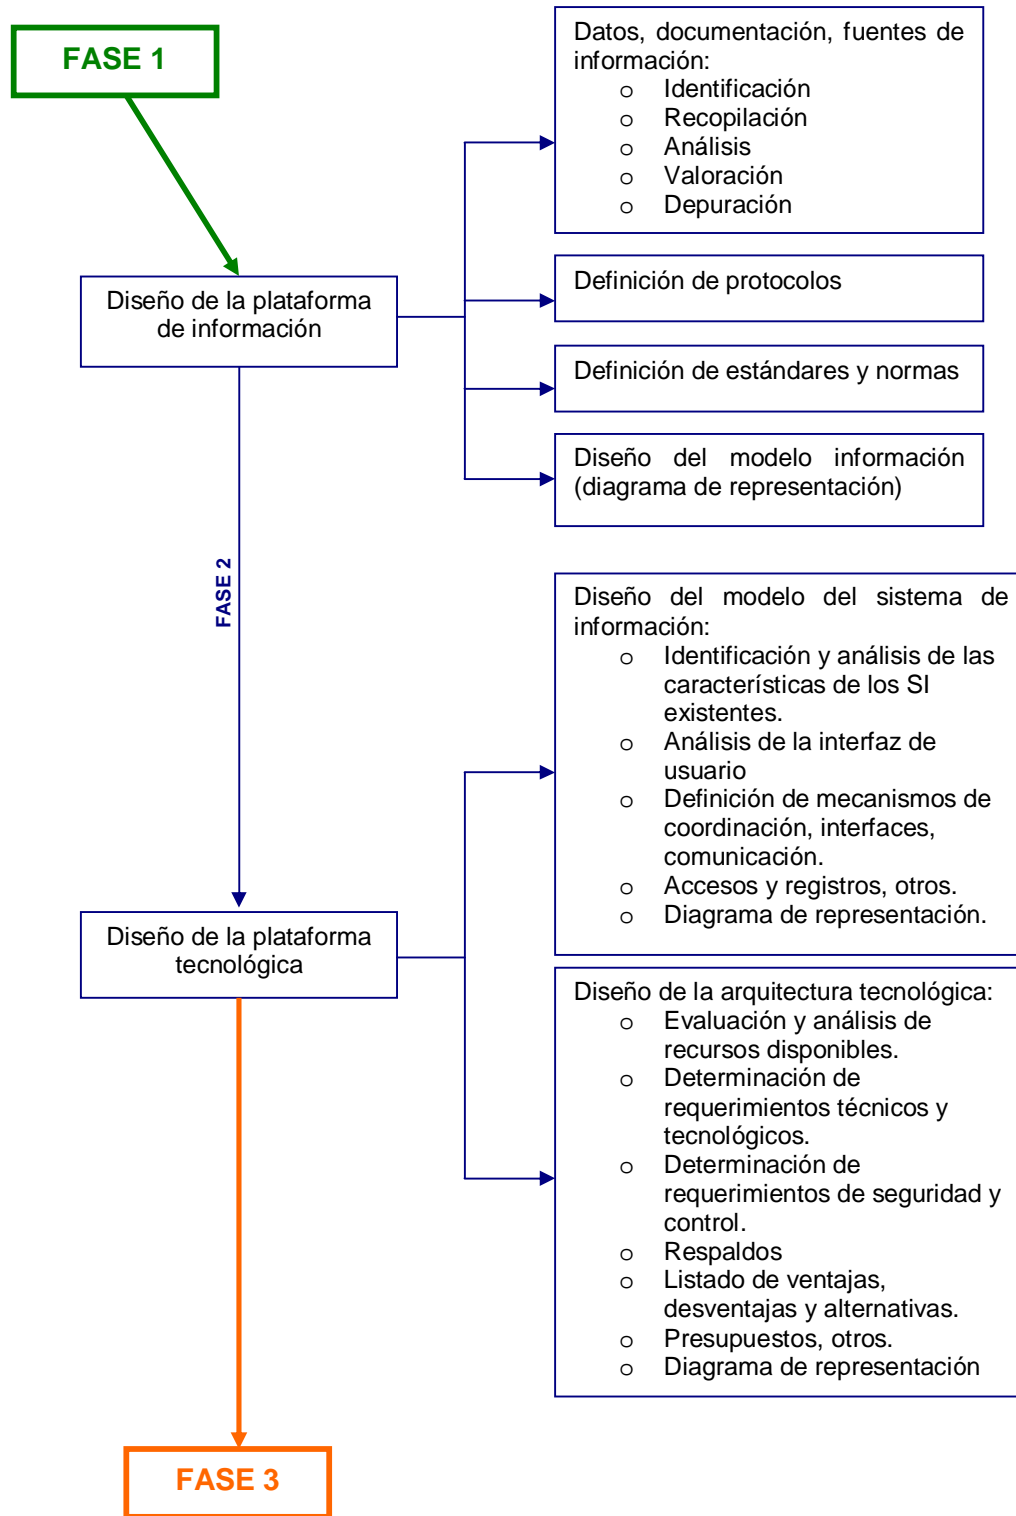 FASE 1
Datos, documentación, fuentes de
información:
o Identificación
o Recopilación
o Análisis
o Valoración
o Depuración
Diseño de la plataforma
de información
Definición de protocolos
Definición de estándares y normas
Diseño del modelo información
(diagrama de representación)
FASE 2
Diseño del modelo del sistema de
información:
o Identificación y análisis de las
características de los SI
existentes.
o Análisis de la interfaz de
usuario
o Definición de mecanismos de
coordinación, interfaces,
comunicación.
o Accesos y registros, otros.
o Diagrama de representación.
Diseño de la plataforma
tecnológica
Diseño de la arquitectura tecnológica:
o Evaluación y análisis de
recursos disponibles.
o Determinación de
requerimientos técnicos y
tecnológicos.
o Determinación de
requerimientos de seguridad y
control.
o Respaldos
o Listado de ventajas,
desventajas y alternativas.
o Presupuestos, otros.
o Diagrama de representación
FASE 3